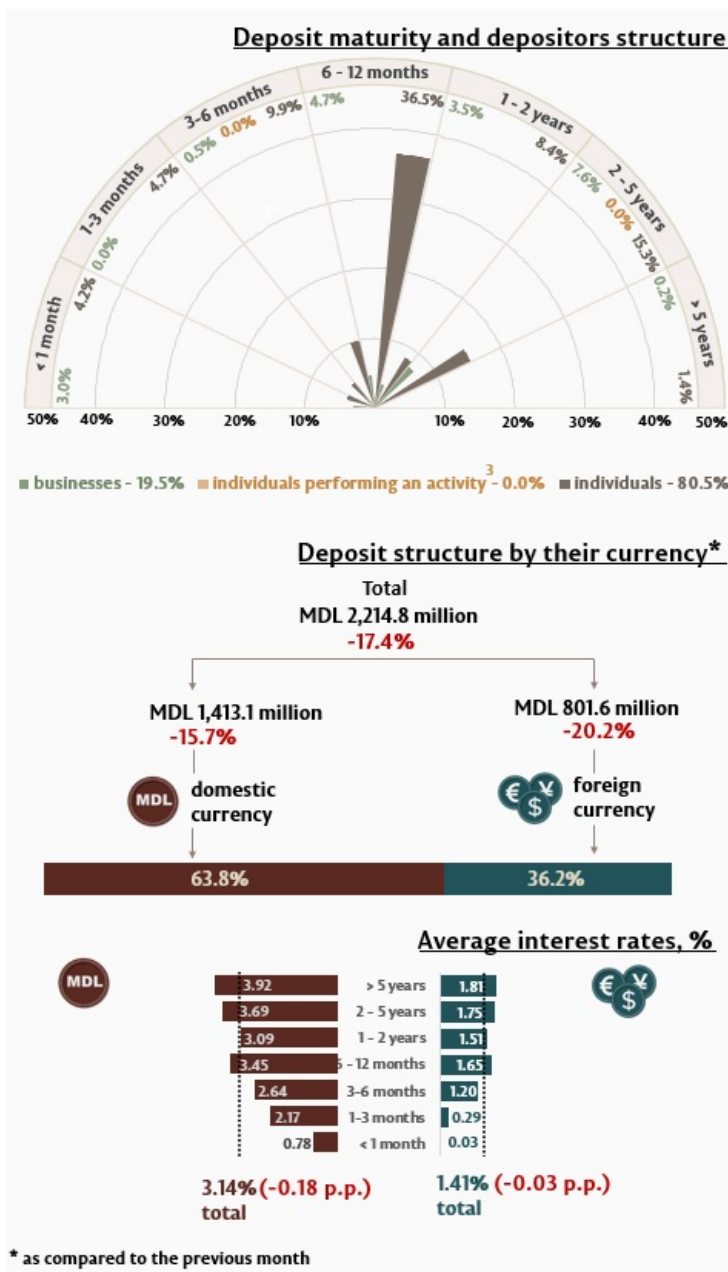 Deposit maturity and depositors structure
< 1 month
1-3 months
3-6 months
6 - 12 months
1 - 2 years
2 - 5 years
> 5 years
3.0%
4.2%
0.0%
4.7%
0.5%
0.0%
9.9%
4.7%
36.5%
3.5%
8.4%
7.6%
0.0%
15.3%
0.2%
1.4%
50% 40% 30% 20% 10% 10% 20% 30% 40% 50%
businesses - 19.5% individuals performing an activity³ - 0.0% individuals - 80.5%
Deposit structure by their currency*
Total
MDL 2,214.8 million
-17.4%
MDL 1,413.1 million
-15.7%
MDL 801.6 million
-20.2%
MDL
domestic
currency
€ ¥ $
foreign
currency
63.8% 36.2%
Average interest rates, %
MDL
€ ¥ $
3.92 > 5 years 1.81
3.69 2 - 5 years 1.75
3.09 1 - 2 years 1.51
3.45 - 12 months 1.65
2.64 3-6 months 1.20
2.17 1-3 months 0.29
0.78 < 1 month 0.03
3.14% (-0.18 p.p.)
total
1.41% (-0.03 p.p.)
total
* as compared to the previous month